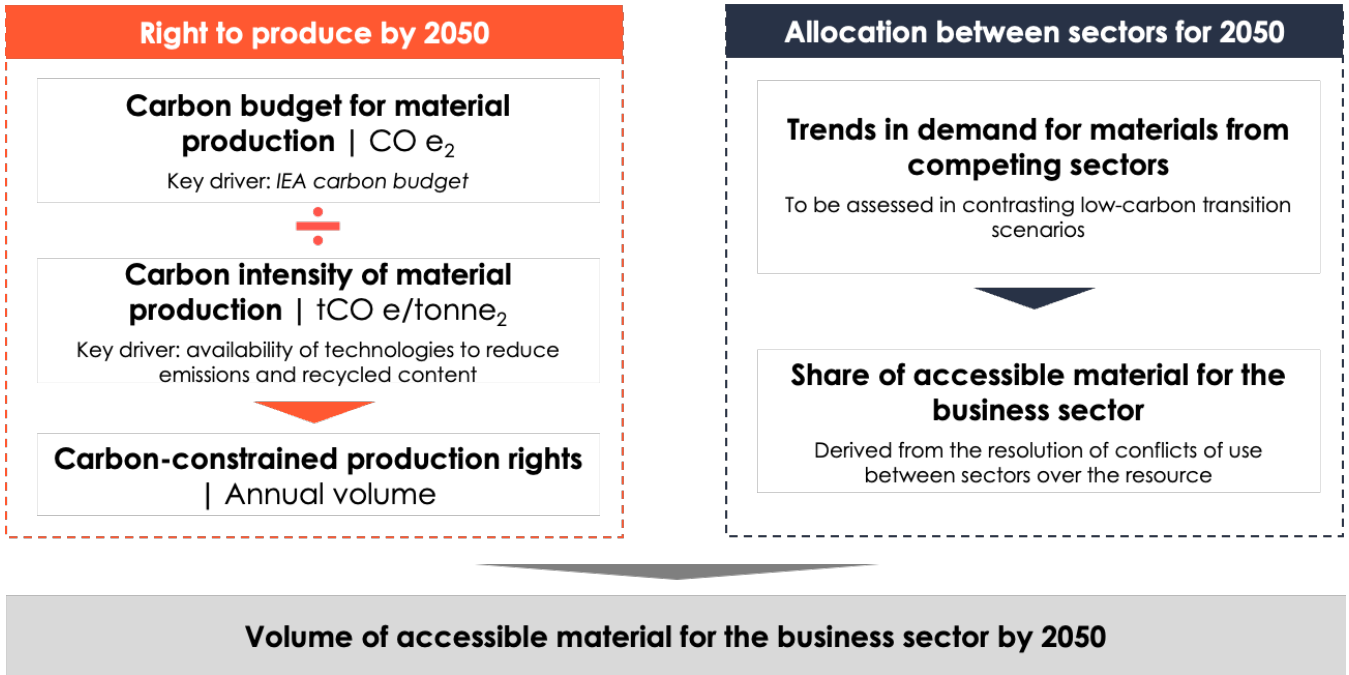 Right to produce by 2050
Carbon budget for material
production | CO e₂
Key driver: IEA carbon budget
÷
Carbon intensity of material
production | tCO e/tonne₂
Key driver: availability of technologies to reduce
emissions and recycled content
Carbon-constrained production rights
| Annual volume
Allocation between sectors for 2050
Trends in demand for materials from
competing sectors
To be assessed in contrasting low-carbon transition
scenarios
Share of accessible material for the
business sector
Derived from the resolution of conflicts of use
between sectors over the resource
Volume of accessible material for the business sector by 2050